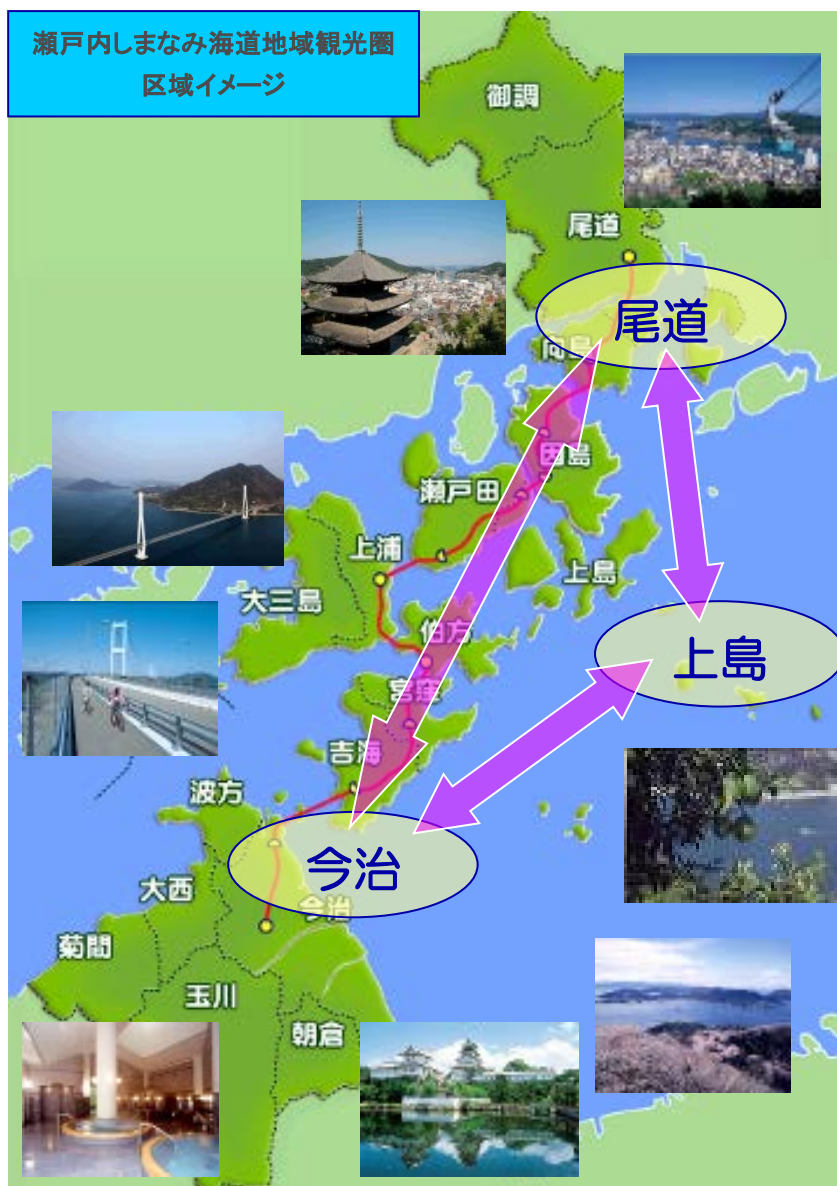 瀬戸内しまなみ海道地域観光圏
区域イメージ
御調
尾道
尾道
向島
因島
瀬戸田
上浦
上島
大三島
伯方
上島
宮窪
吉海
波方
今治
大西
今治
菊間
玉川
朝倉